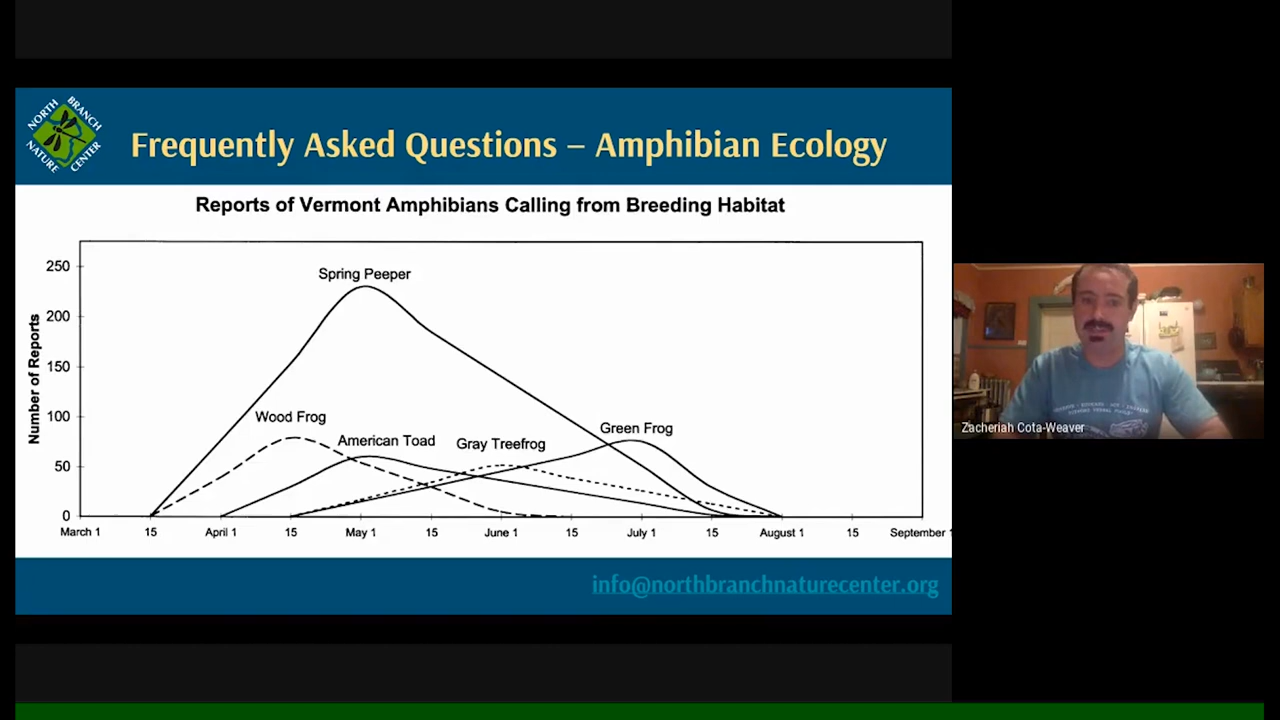 NORTH BRANCH
NATURE CENTER
Frequently Asked Questions – Amphibian Ecology
Reports of Vermont Amphibians Calling from Breeding Habitat
Number of Reports
250
200
150
100
50
0
Spring Peeper
Wood Frog
American Toad
Gray Treefrog
Green Frog
March 1 15 April 1 15 May 1 15 June 1 15 July 1 15 August 1 15 September 1
info@northbranchnaturecenter.org
Zacheriah Cota-Weaver